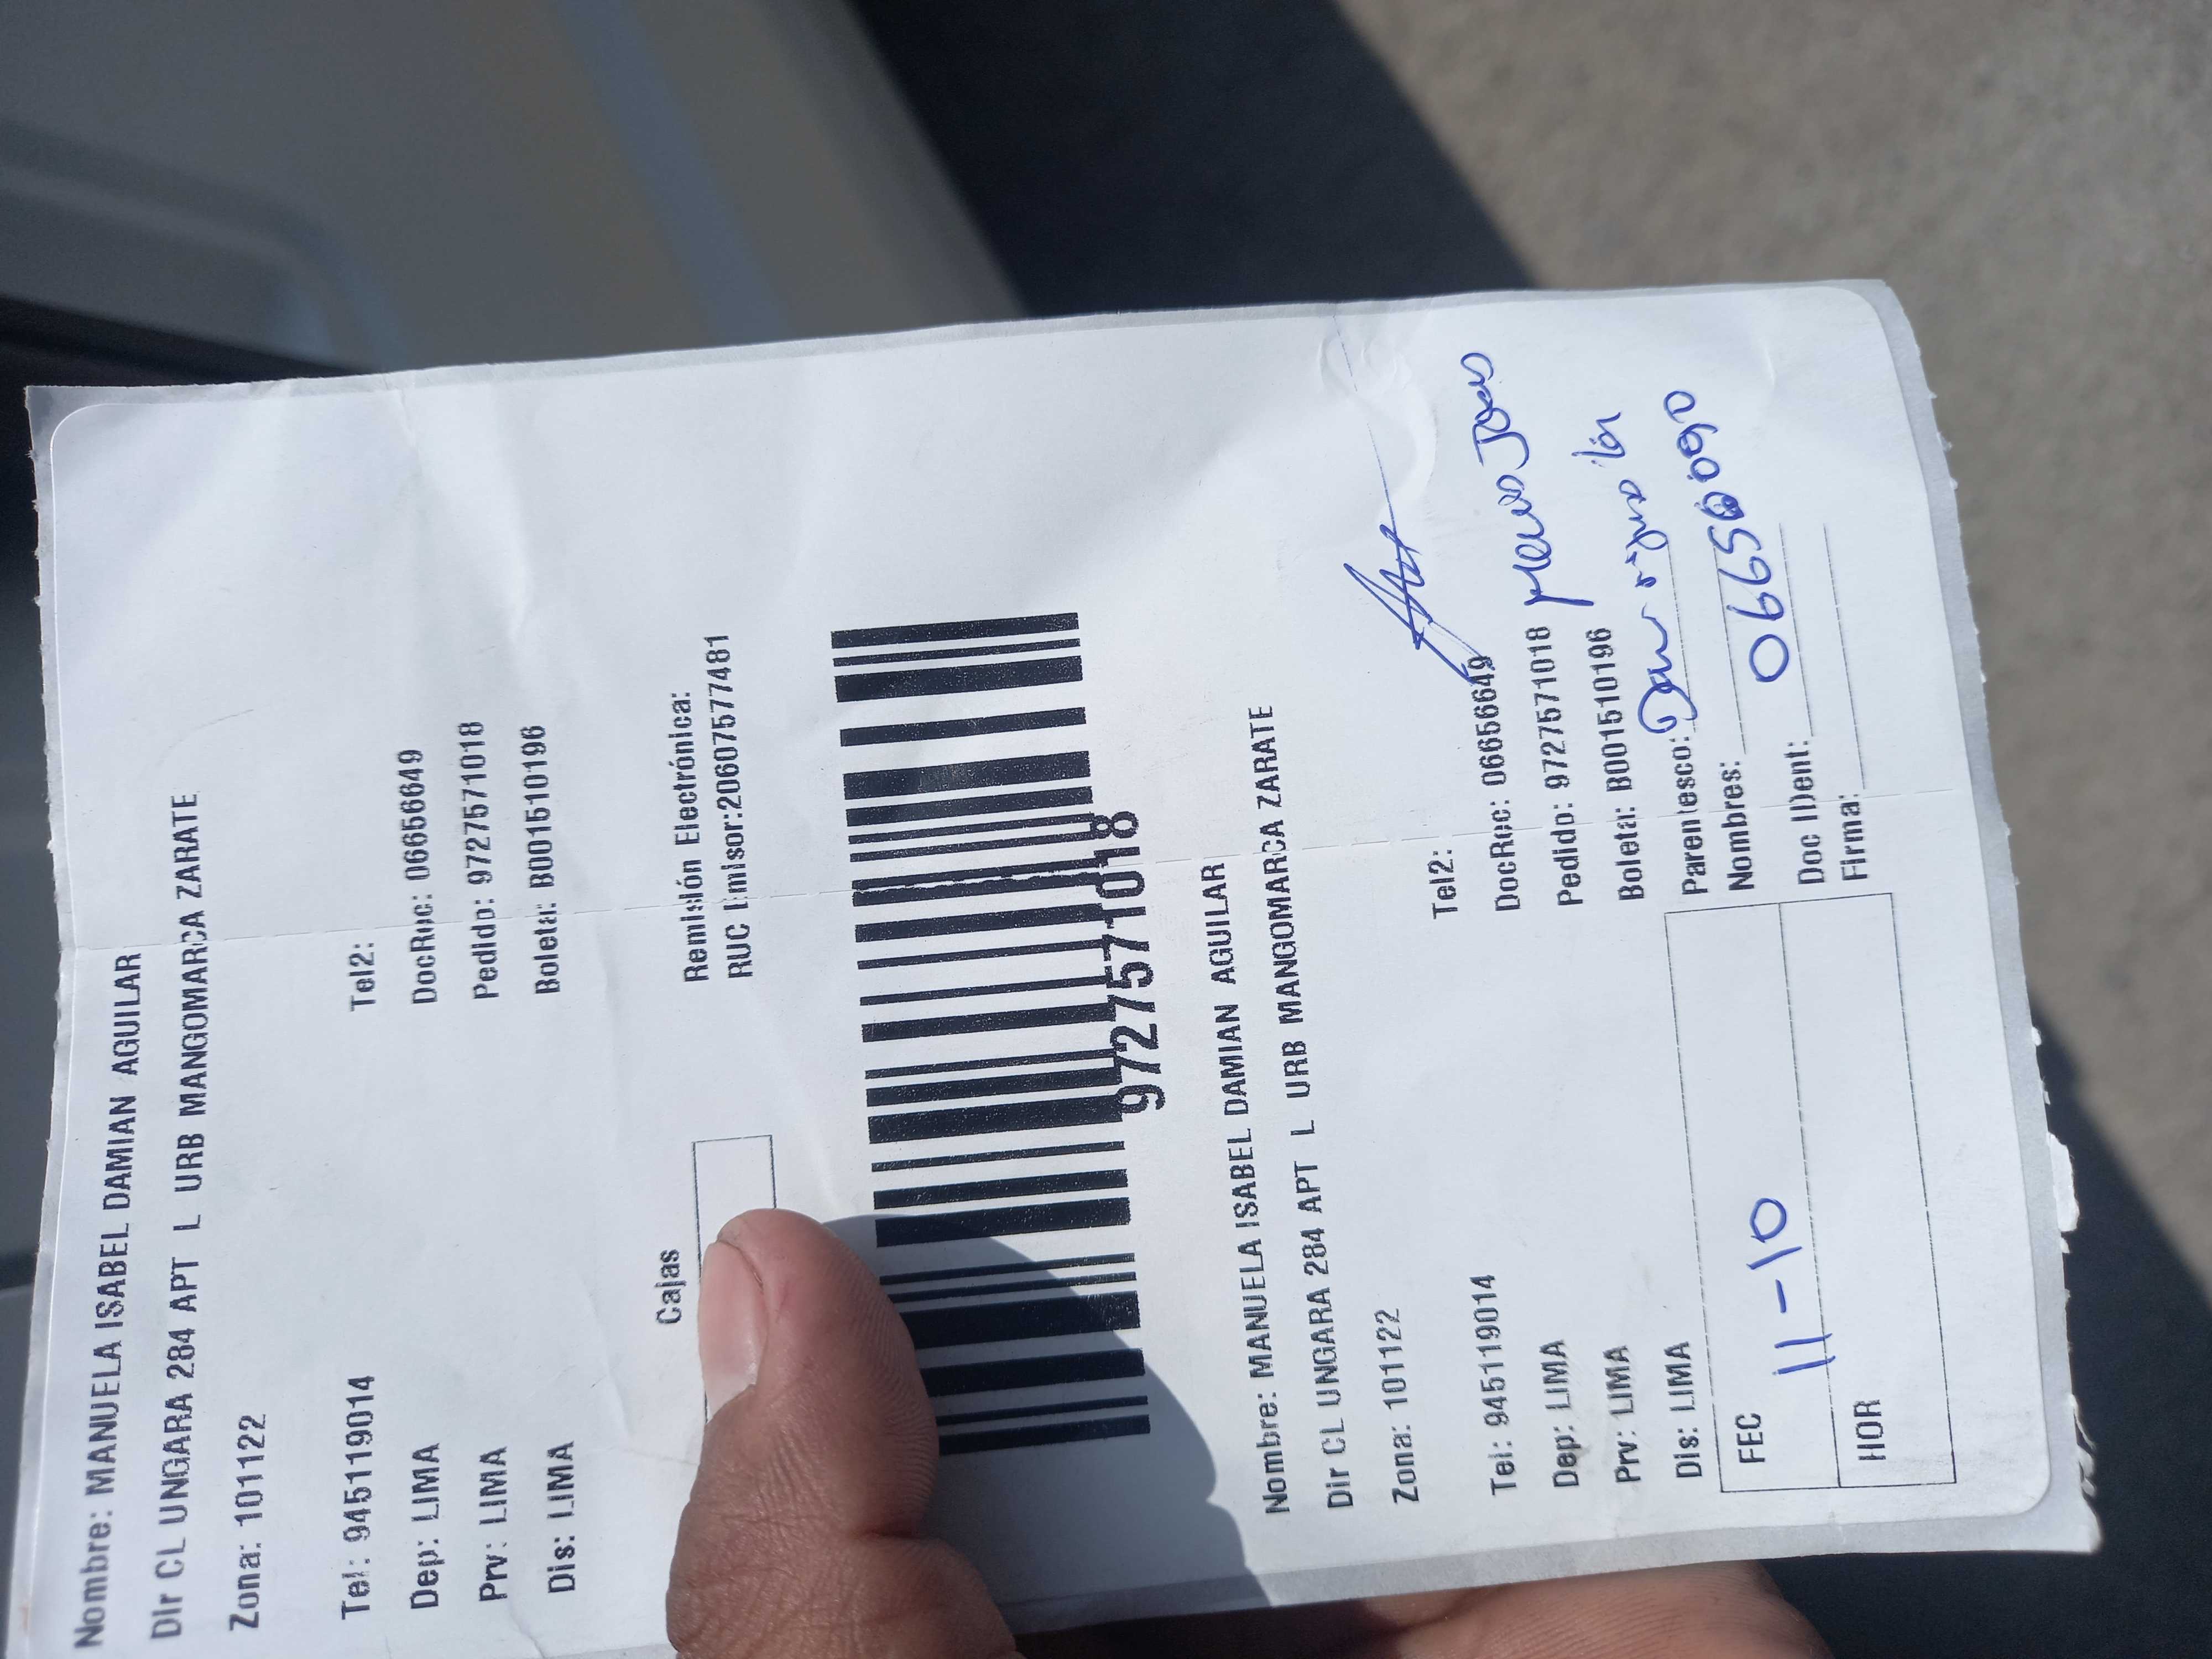 Nombre: MANUELA ISABEL DAMIAN AGUILAR
Dir CL UNGARA 284 APT L URB MANGOMARCA ZARATE
Zona: 101122
Tel: 945119014
Tel2:
Dep: LIMA
DocRec: 06656649
Prv: LIMA
Pedido: 9727571018
Dis: LIMA
Boleta: B001510196
Cajas
Remisión Electrónica:
RUC Emisor:20607577481
9727571018
Nombre: MANUELA ISABEL DAMIAN AGUILAR
Dir CL UNGARA 284 APT L URB MANGOMARCA ZARATE
Zona: 101122
Tel: 945119014
Tel2:
Dep: LIMA
DocRec: 06656649
Prv: LIMA
Pedido: 9727571018
Dis: LIMA
Boleta: B001510196
Parentesco:
FEC 11-10
Nombres:
HOR
Doc IDent:
Firma: